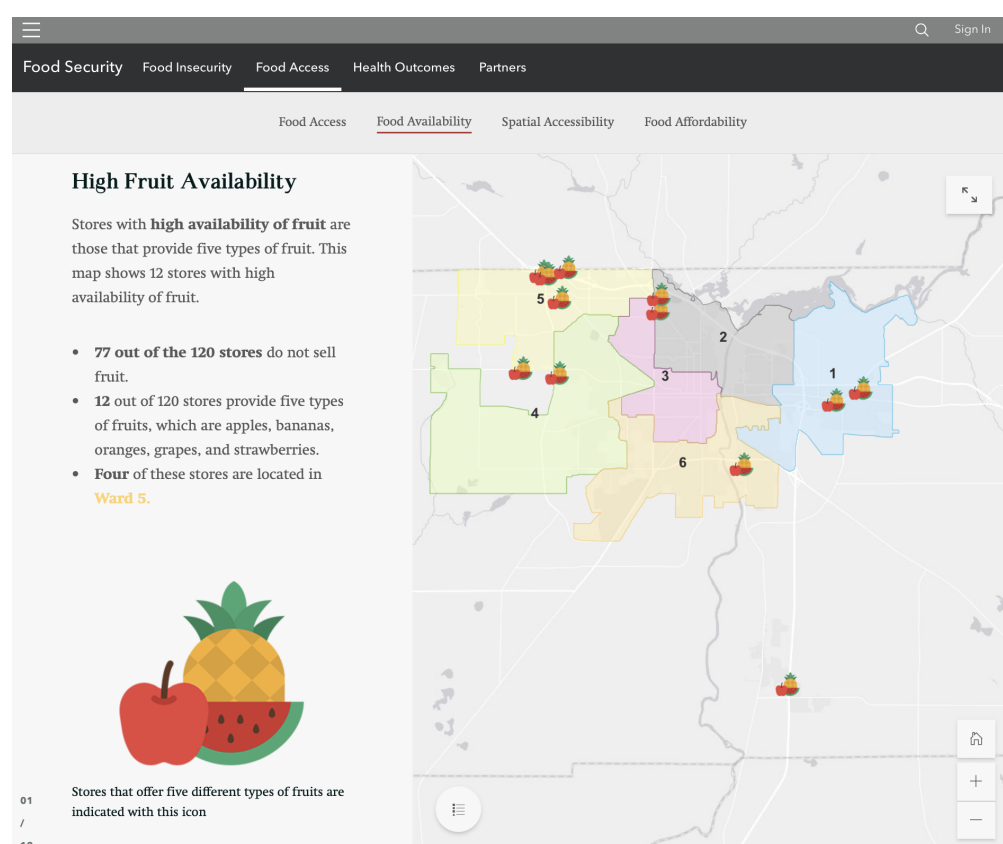 Sign In
Food Security Food Insecurity Food Access Health Outcomes Partners
Food Access Food Availability Spatial Accessibility Food Affordability
High Fruit Availability
Stores with high availability of fruit are
those that provide five types of fruit. This
map shows 12 stores with high
availability of fruit.
• 77 out of the 120 stores do not sell
fruit.
• 12 out of 120 stores provide five types
of fruits, which are apples, bananas,
oranges, grapes, and strawberries.
• Four of these stores are located in
Ward 5.
Stores that offer five different types of fruits are
indicated with this icon
01
/
5
2
3
1
4
6